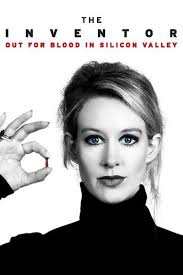 THE
INVENTOR
OUT FOR BLOOD IN SILICON VALLEY